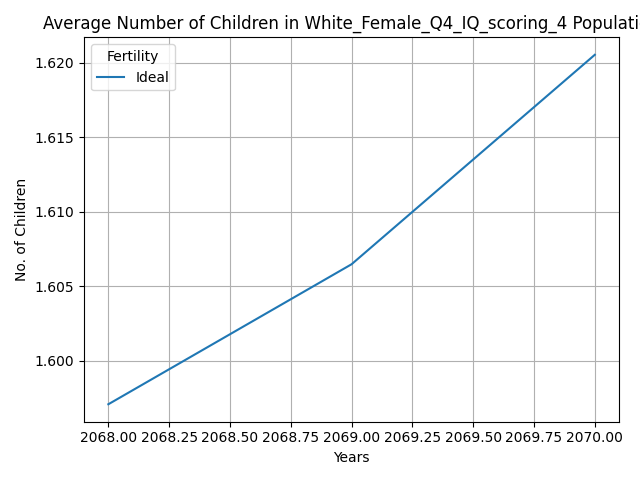 Average Number of Children in White_Female_Q4_IQ_scoring_4 Populati
Fertility
Ideal
1.620
1.615
1.610
1.605
1.600
No. of Children
2068.00 2068.25 2068.50 2068.75 2069.00 2069.25 2069.50 2069.75 2070.00
Years